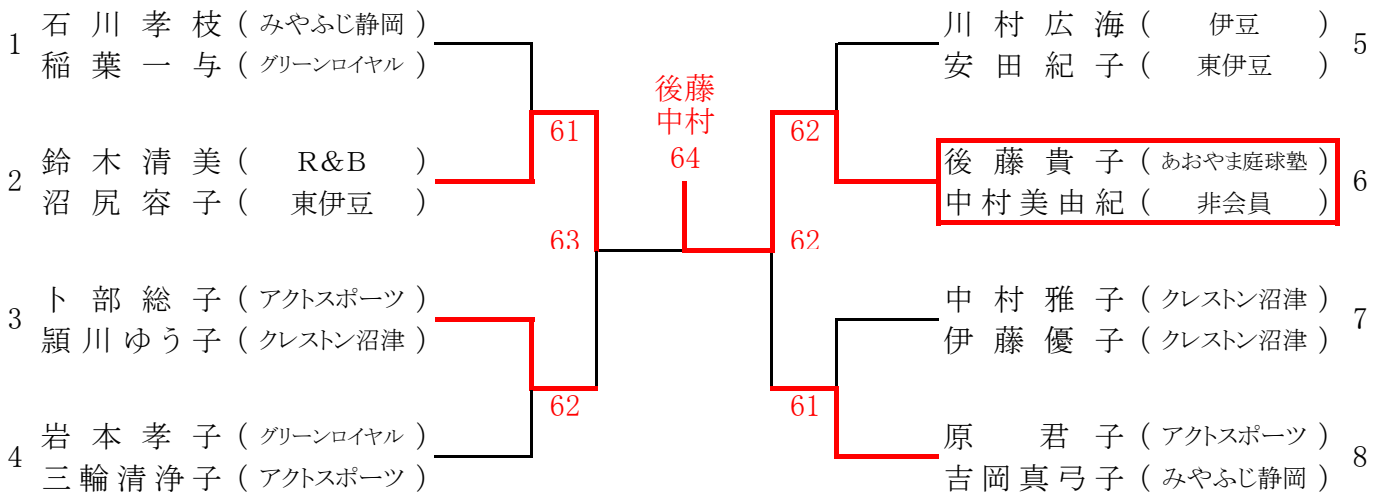 1
石川孝枝(みやふじ静岡)
稲葉一与(グリーンロイヤル)
2
鈴木清美(R&B)
沼尻容子(東伊豆)
3
卜部総子(アクトスポーツ)
頴川ゆう子(クレストン沼津)
4
岩本孝子(グリーンロイヤル)
三輪清浄子(アクトスポーツ)
61
63
62
後藤
中村
64
62
62
61
川村広海(伊豆)
安田紀子(東伊豆)
5
後藤貴子(あおやま庭球塾)
中村美由紀(非会員)
6
中村雅子(クレストン沼津)
伊藤優子(クレストン沼津)
7
原君子(アクトスポーツ)
吉岡真弓子(みやふじ静岡)
8